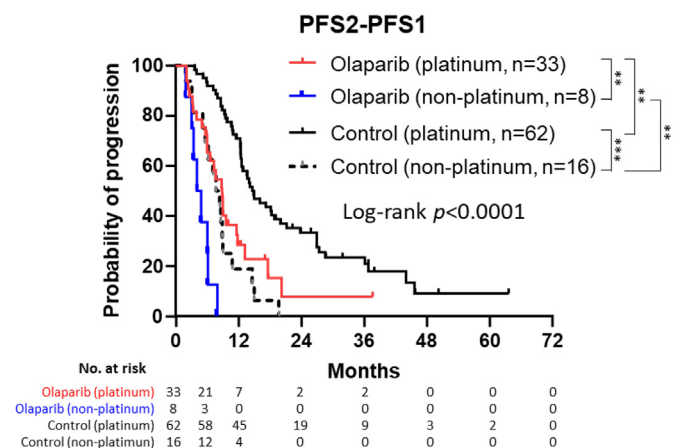 PFS2-PFS1
Olaparib (platinum, n=33)
Olaparib (non-platinum, n=8)
Control (platinum, n=62)
Control (non-platinum, n=16)
**
**
***
**
Log-rank p<0.0001
Probability of progression
100
80
60
40
20
0
0 12 24 36 48 60 72
Months
No. at risk
Olaparib (platinum) 33 21 7 2 2 0 0 0
Olaparib (non-platinum) 8 3 0 0 0 0 0 0
Control (platinum) 62 58 45 19 9 3 2 0
Control (non-platimun) 16 12 4 0 0 0 0 0